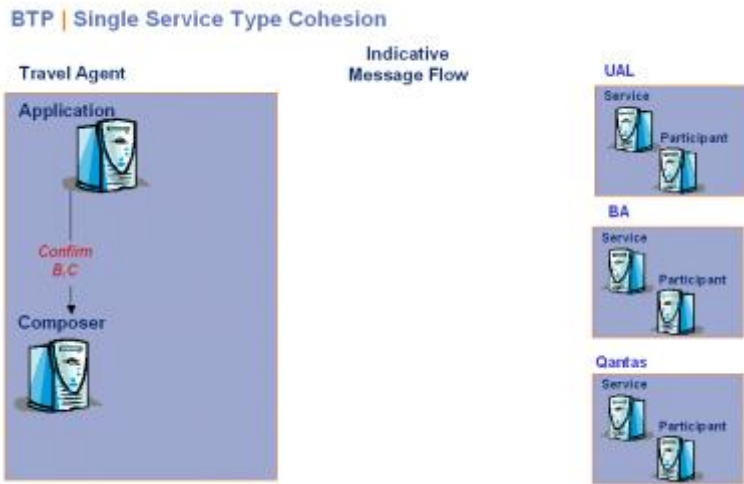 BTP | Single Service Type Cohesion
Indicative
Message Flow
Travel Agent
Application
Confirm
B,C
Composer
UAL
Service
Participant
BA
Service
Participant
Qantas
Service
Participant